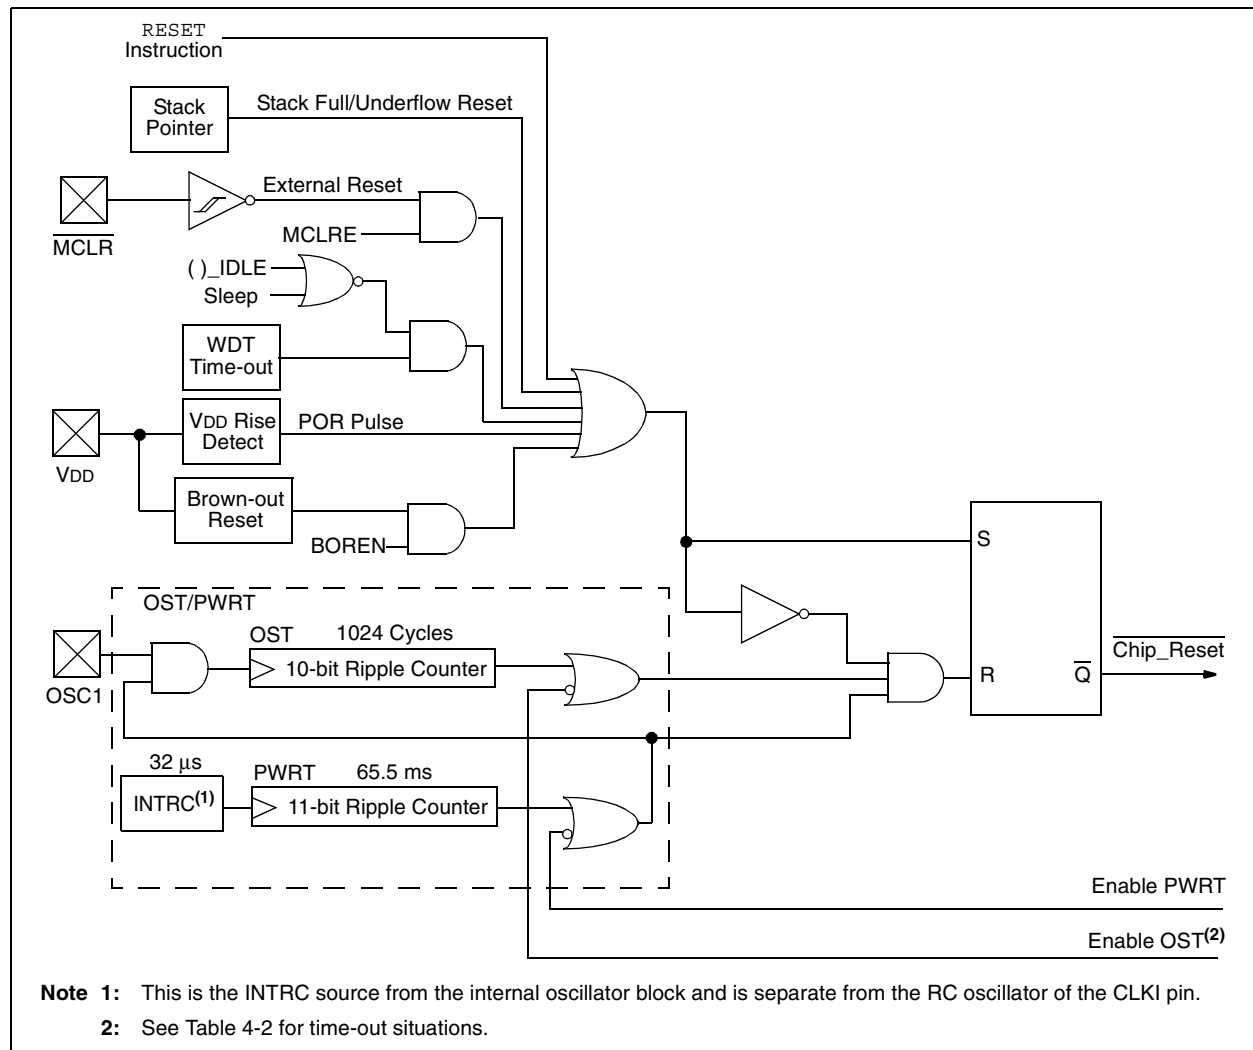 RESET
Instruction
Stack
Pointer
Stack Full/Underflow Reset
External Reset
MCLR
MCLRE
( )_IDLE
Sleep
WDT
Time-out
VDD Rise
Detect
POR Pulse
VDD
Brown-out
Reset
BOREN
S
OST/PWRT
OST 1024 Cycles
10-bit Ripple Counter
OSC1
Chip_Reset
R
Q
32 μs
INTRC(1)
PWRT 65.5 ms
11-bit Ripple Counter
Enable PWRT
Enable OST(2)
Note 1: This is the INTRC source from the internal oscillator block and is separate from the RC oscillator of the CLKI pin.
2: See Table 4-2 for time-out situations.